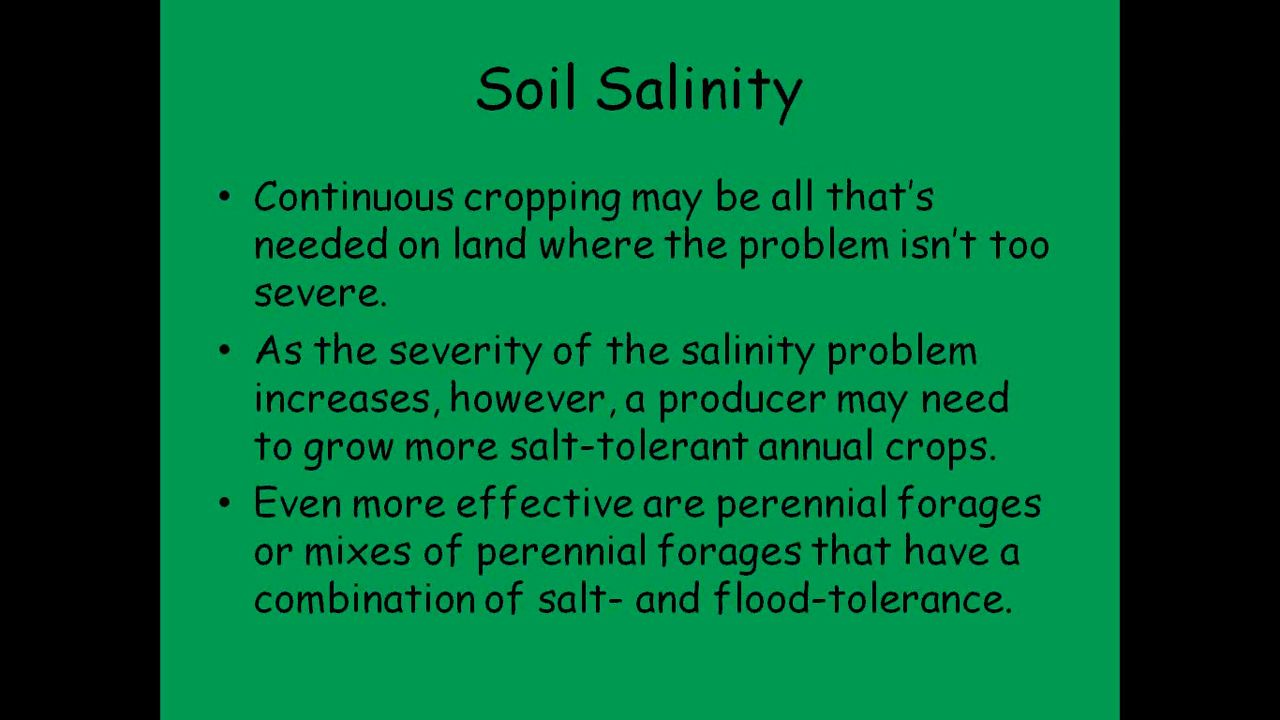 Soil Salinity
• Continuous cropping may be all that's
needed on land where the problem isn't too
severe.
• As the severity of the salinity problem
increases, however, a producer may need
to grow more salt-tolerant annual crops.
• Even more effective are perennial forages
or mixes of perennial forages that have a
combination of salt- and flood-tolerance.